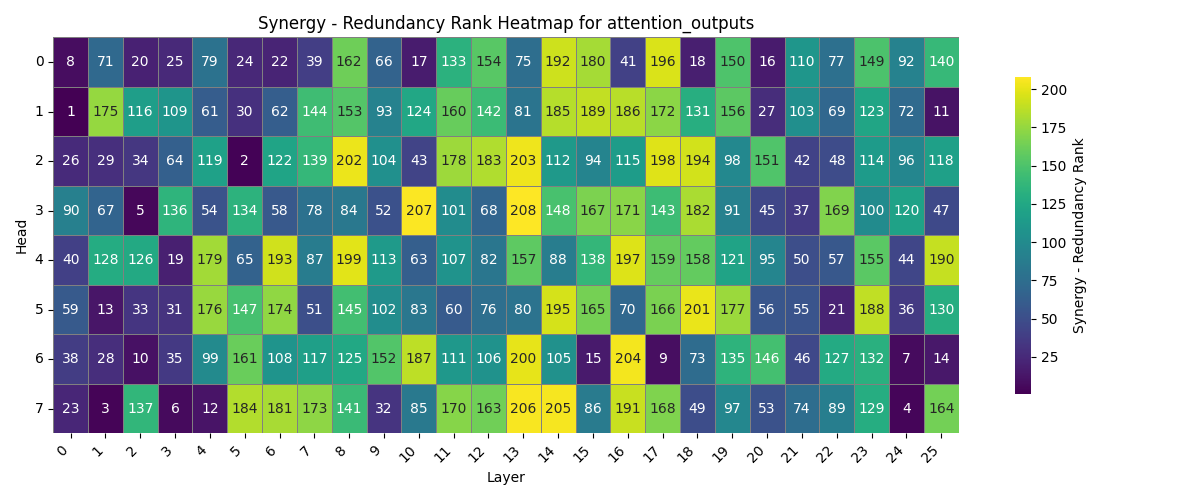 Synergy - Redundancy Rank Heatmap for attention_outputs
0 8 71 20 25 79 24 22 39 162 66 17 133 154 75 192 180 41 196 18 150 16 110 77 149 92 140
1 1 175 116 109 61 30 62 144 153 93 124 160 142 81 185 189 186 172 131 156 27 103 69 123 72 11
2 26 29 34 64 119 2 122 139 202 104 43 178 183 203 112 94 115 198 194 98 151 42 48 114 96 118
3 90 67 5 136 54 134 58 78 84 52 207 101 68 208 148 167 171 143 182 91 45 37 169 100 120 47
4 40 128 126 19 179 65 193 87 199 113 63 107 82 157 88 138 197 159 158 121 95 50 57 155 44 190
5 59 13 33 31 176 147 174 51 145 102 83 60 76 80 195 165 70 166 201 177 56 55 21 188 36 130
6 38 28 10 35 99 161 108 117 125 152 187 111 106 200 105 15 204 9 73 135 146 46 127 132 7 14
7 23 3 137 6 12 184 181 173 141 32 85 170 163 206 205 86 191 168 49 97 53 74 89 129 4 164
0 1 2 3 4 5 6 7 8 9 10 11 12 13 14 15 16 17 18 19 20 21 22 23 24 25
Layer
Head
200
175
150
125
100
75
50
25
Synergy - Redundancy Rank